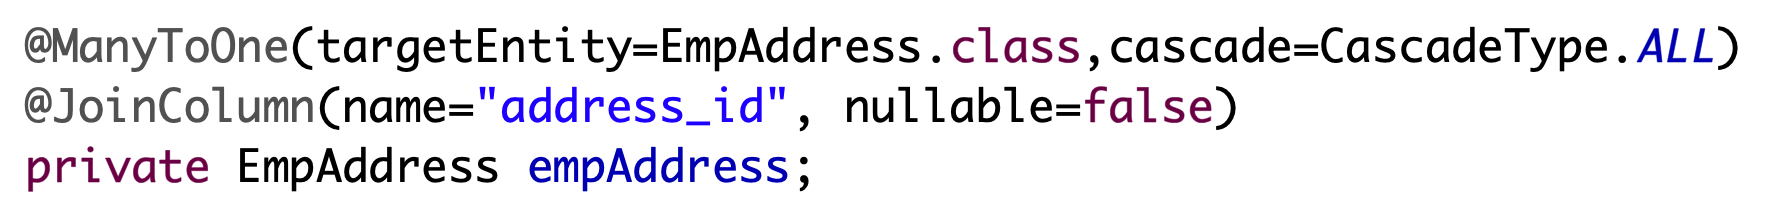 @ManyToOne(targetEntity=EmpAddress.class,cascade=CascadeType.ALL)
@JoinColumn(name="address_id", nullable=false)
private EmpAddress empAddress;